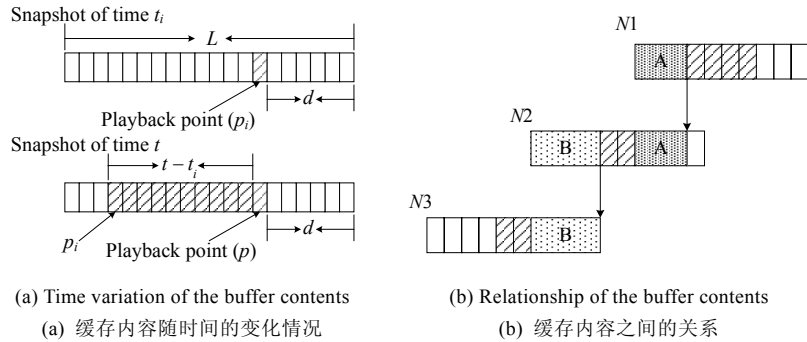 Snapshot of time tᵢ
L
d
Playback point (pᵢ)
Snapshot of time t
t − tᵢ
d
pᵢ
Playback point (p)
(a) Time variation of the buffer contents
(a) 缓存内容随时间的变化情况
N1
A
N2
B
A
N3
B
(b) Relationship of the buffer contents
(b) 缓存内容之间的关系